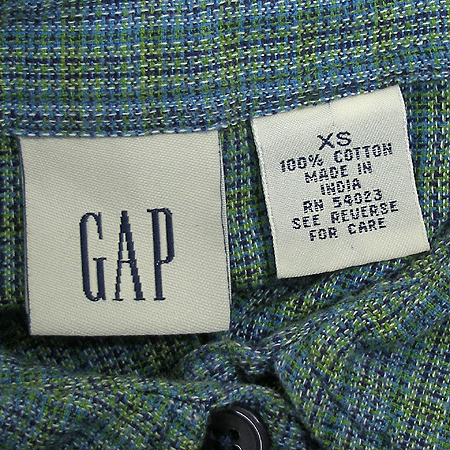 GAP
XS
100% COTTON
MADE IN
INDIA
RN 54023
SEE REVERSE
FOR CARE